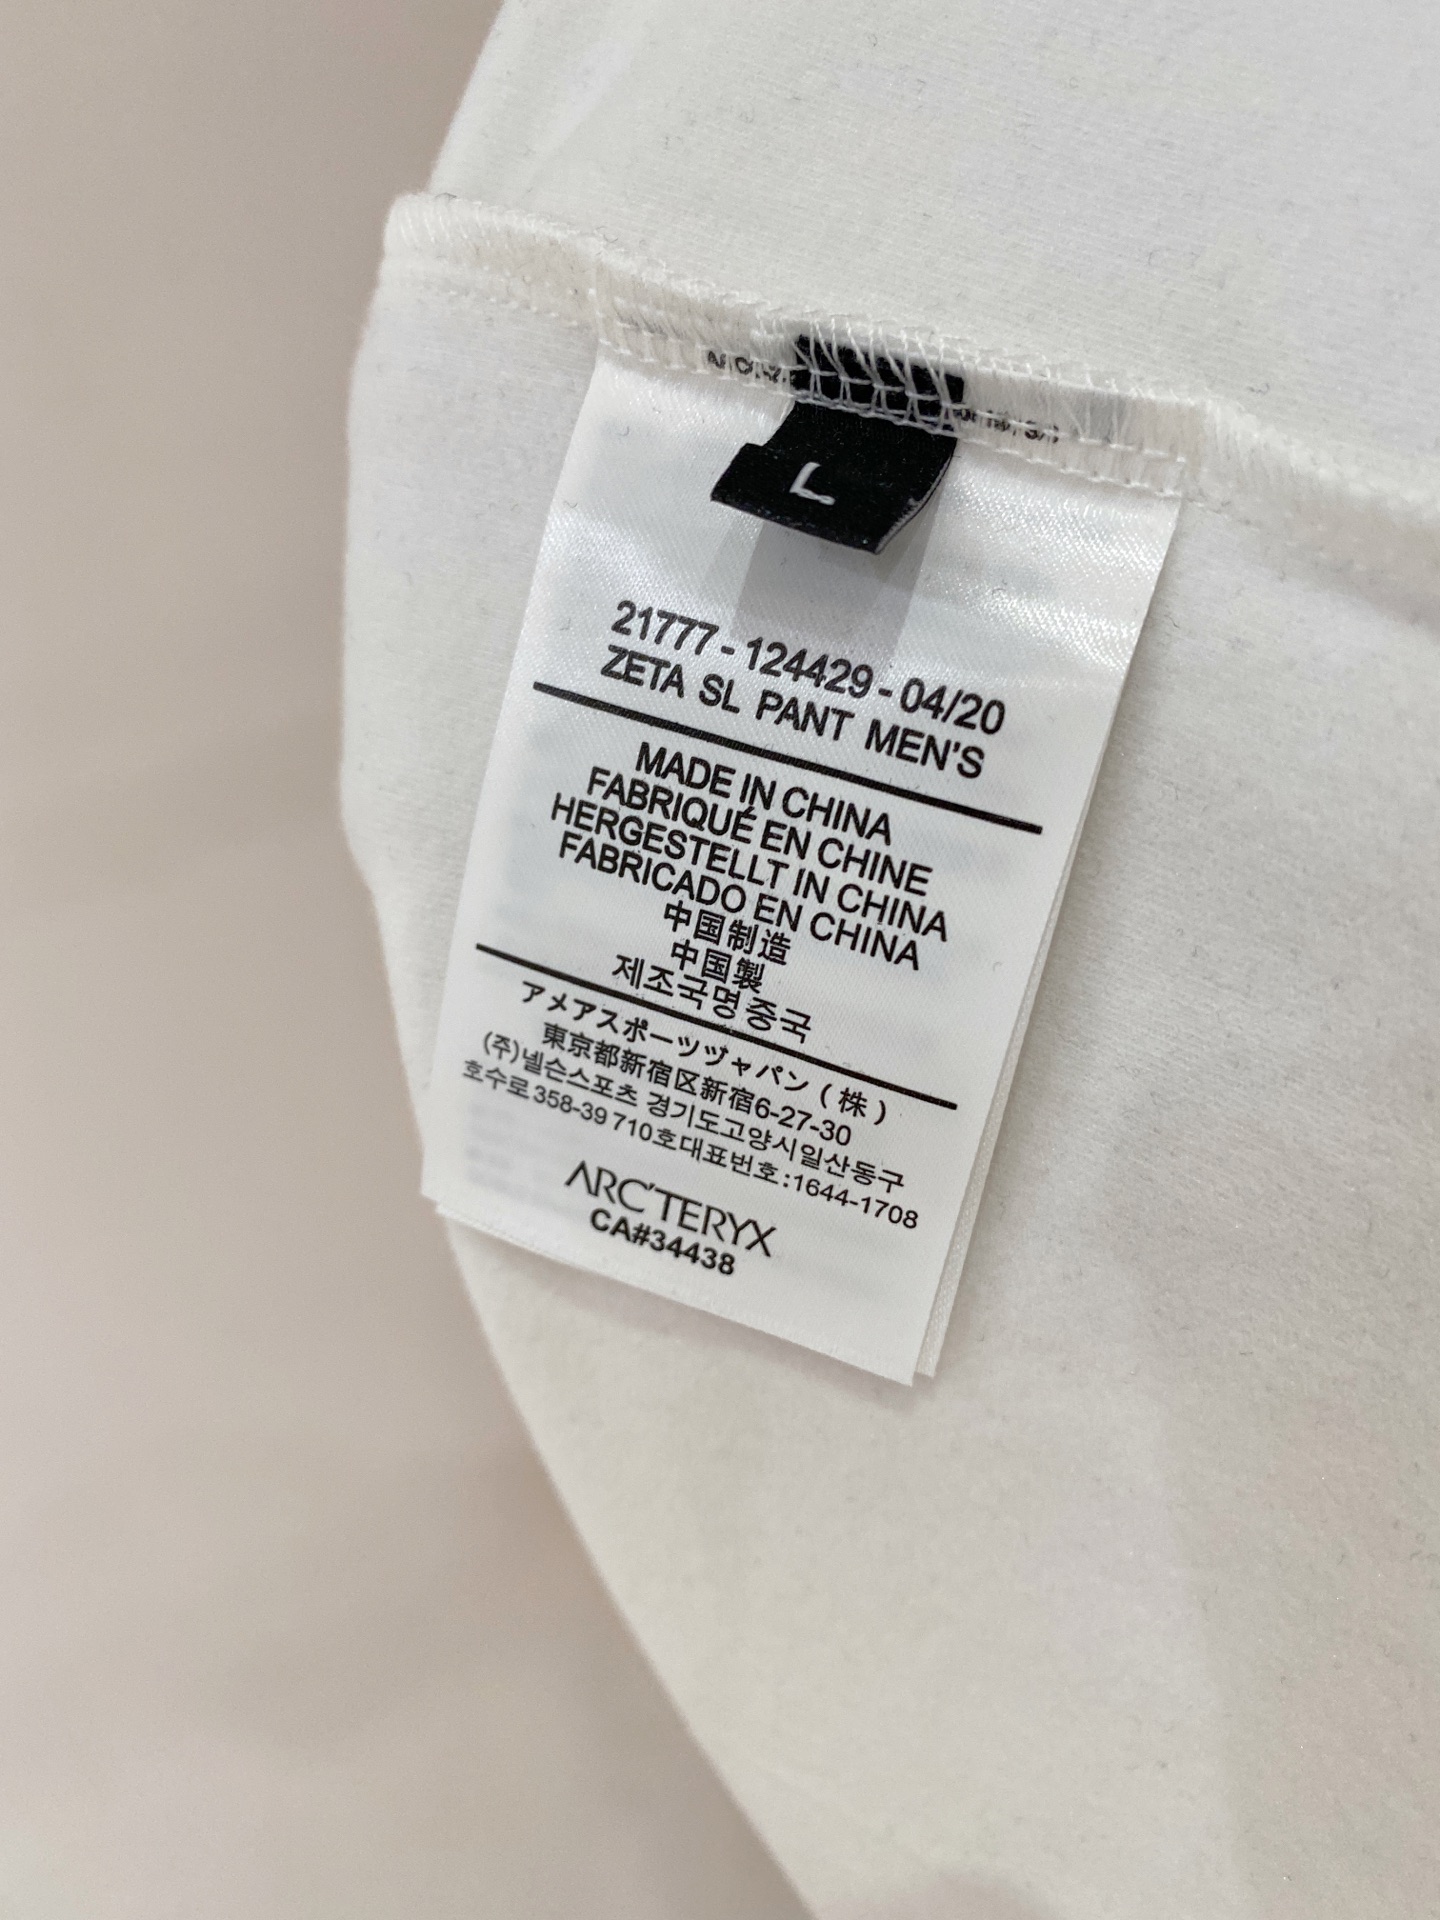 L
21777 - 124429 - 04/20
ZETA SL PANT MEN'S
MADE IN CHINA
FABRIQUÉ EN CHINE
HERGESTELLT IN CHINA
FABRICADO EN CHINA
中国制造
中国製
제조국명 중국
アメアスポーツヅャパン (株)
東京都新宿区新宿6-27-30
(주)넬슨스포츠 경기도고양시일산동구
호수로358-39 710호대표번호:1644-1708
ARC'TERYX
CA#34438